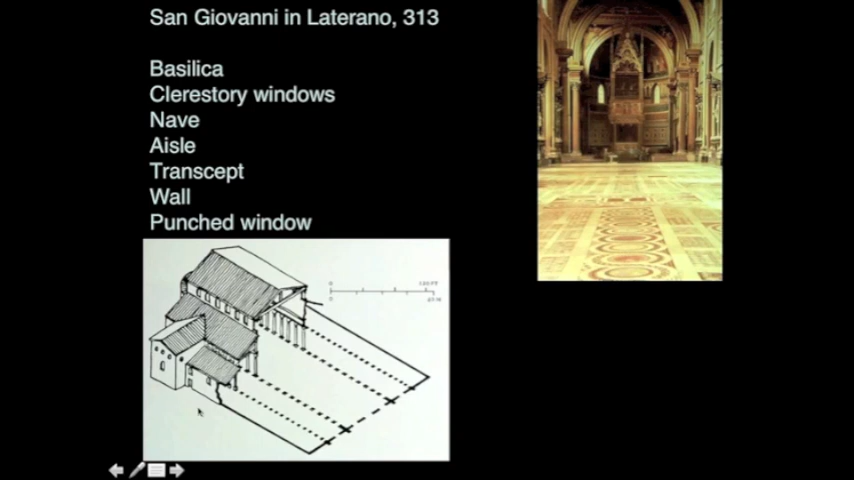 San Giovanni in Laterano, 313
Basilica
Clerestory windows
Nave
Aisle
Transcept
Wall
Punched window